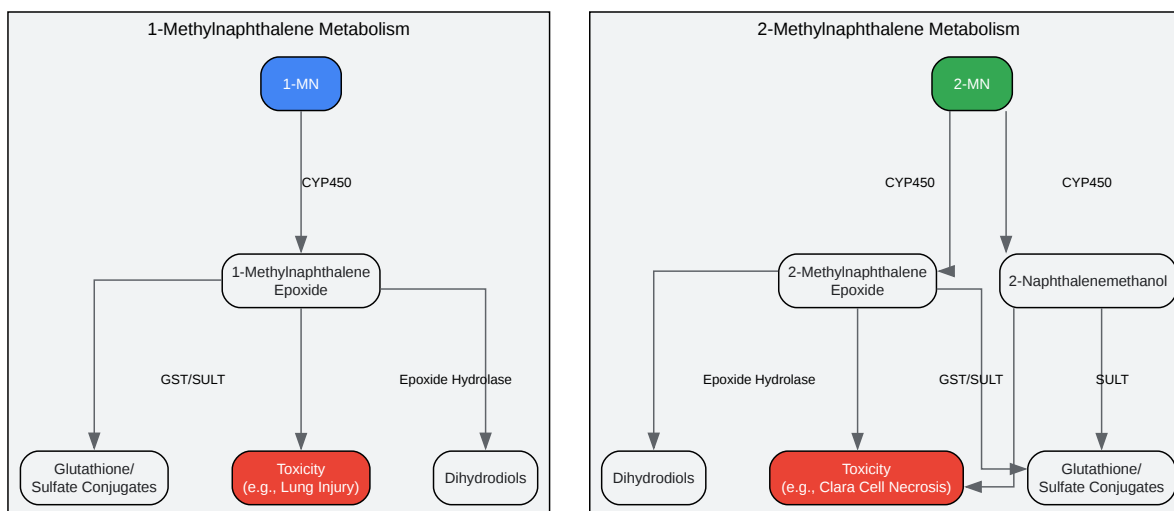 1-Methylnaphthalene Metabolism
1-MN
CYP450
1-Methylnaphthalene
Epoxide
GST/SULT
Epoxide Hydrolase
Glutathione/
Sulfate Conjugates
Toxicity
(e.g., Lung Injury)
Dihydrodiols
2-Methylnaphthalene Metabolism
2-MN
CYP450
CYP450
2-Methylnaphthalene
Epoxide
2-Naphthalenemethanol
Epoxide Hydrolase
GST/SULT
SULT
Dihydrodiols
Toxicity
(e.g., Clara Cell Necrosis)
Glutathione/
Sulfate Conjugates